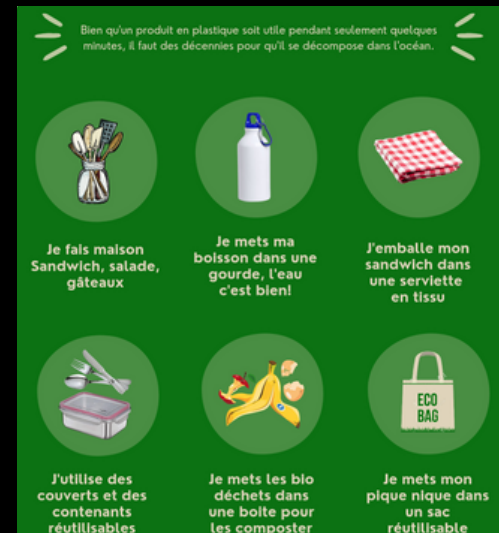 Bien qu'un produit en plastique soit utile pendant seulement quelques
minutes, il faut des décennies pour qu'il se décompose dans l'océan.
Je fais maison
Sandwich, salade,
gâteaux
Je mets ma
boisson dans une
gourde, l'eau
c'est bien!
J'emballe mon
sandwich dans
une serviette
en tissu
ECO
BAG
J'utilise des
couverts et des
contenants
réutilisables
Je mets les bio
déchets dans
une boite pour
les composter
Je mets mon
pique nique dans
un sac
réutilisable